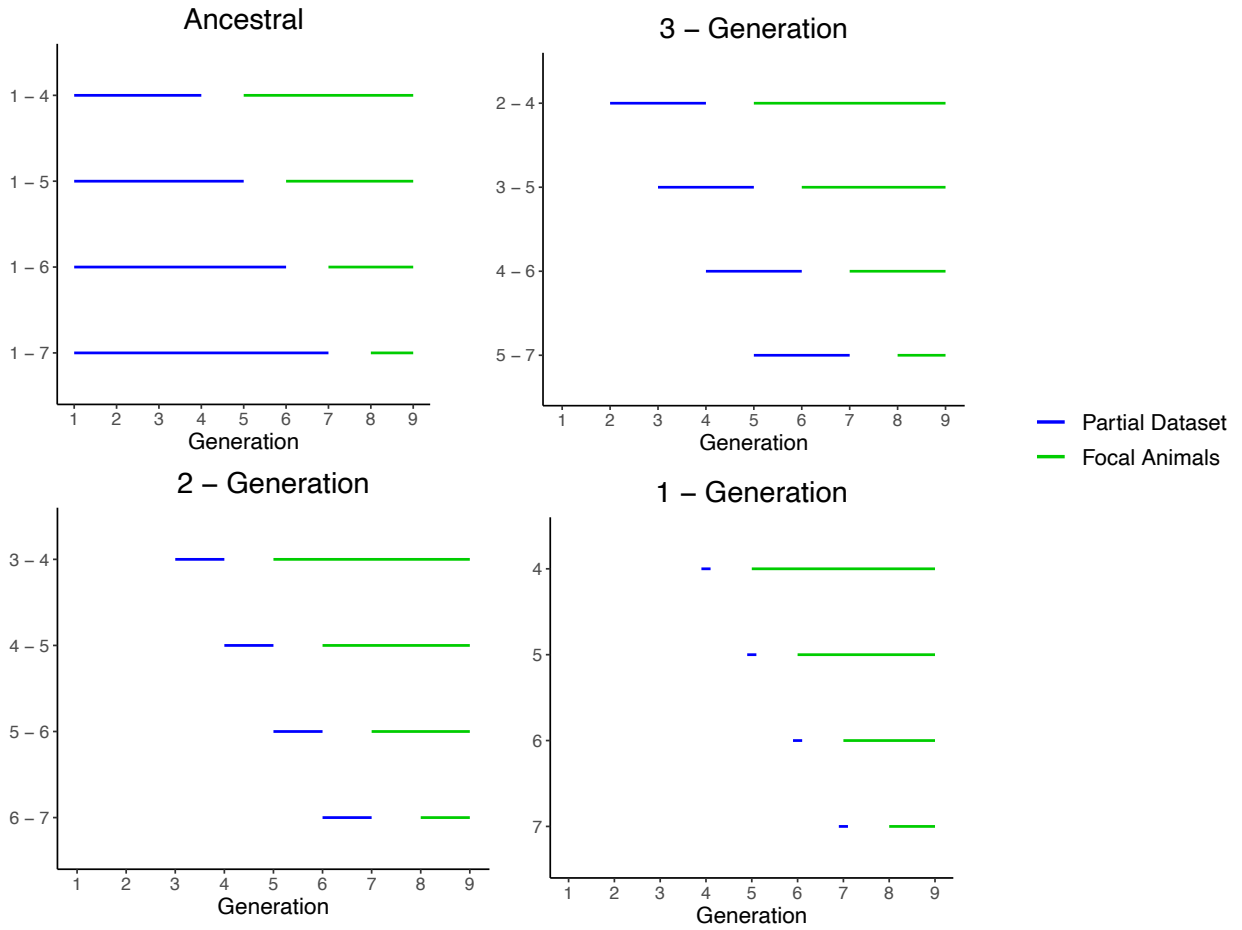 Ancestral
1 – 4
1 – 5
1 – 6
1 – 7
1 2 3 4 5 6 7 8 9
Generation
3 – Generation
2 – 4
3 – 5
4 – 6
5 – 7
1 2 3 4 5 6 7 8 9
Generation
Partial Dataset
Focal Animals
2 – Generation
3 – 4
4 – 5
5 – 6
6 – 7
1 2 3 4 5 6 7 8 9
Generation
1 – Generation
4
5
6
7
1 2 3 4 5 6 7 8 9
Generation